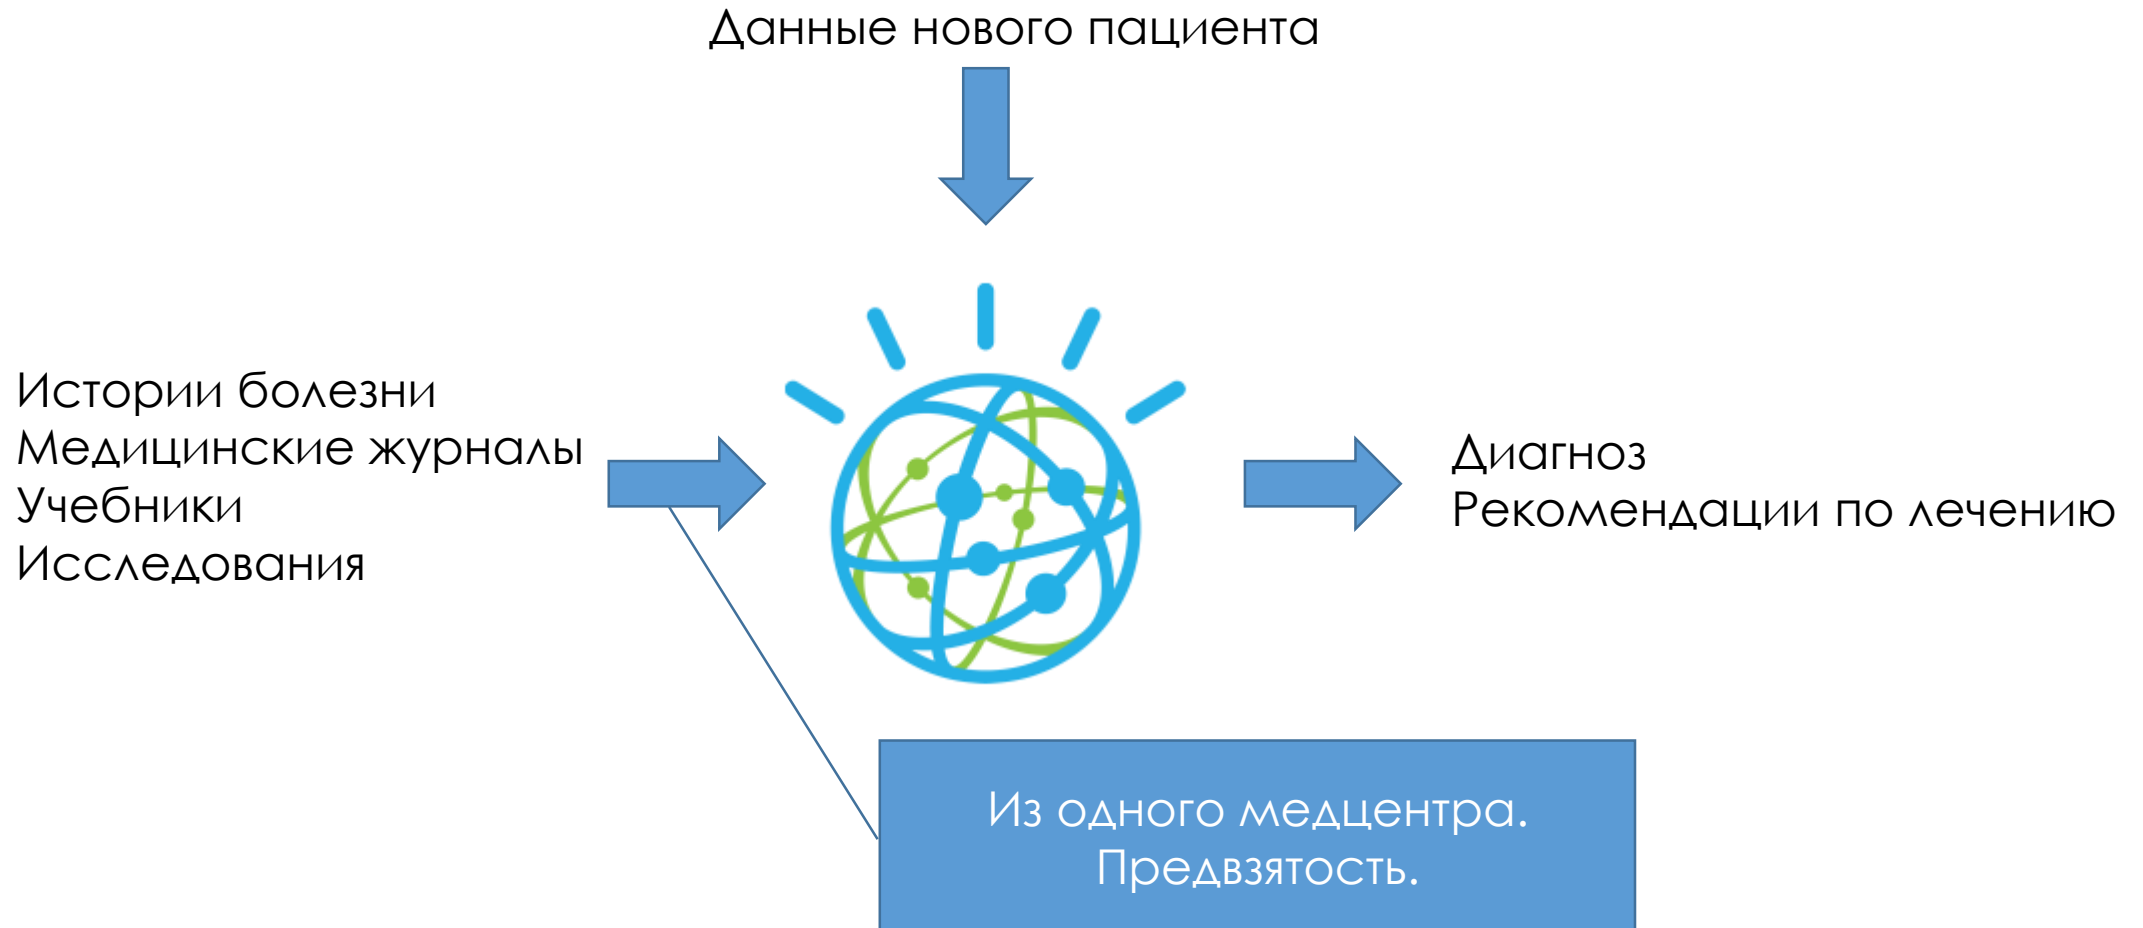 Данные нового пациента
Истории болезни
Медицинские журналы
Учебники
Исследования
Диагноз
Рекомендации по лечению
Из одного медцентра.
Предвзятость.